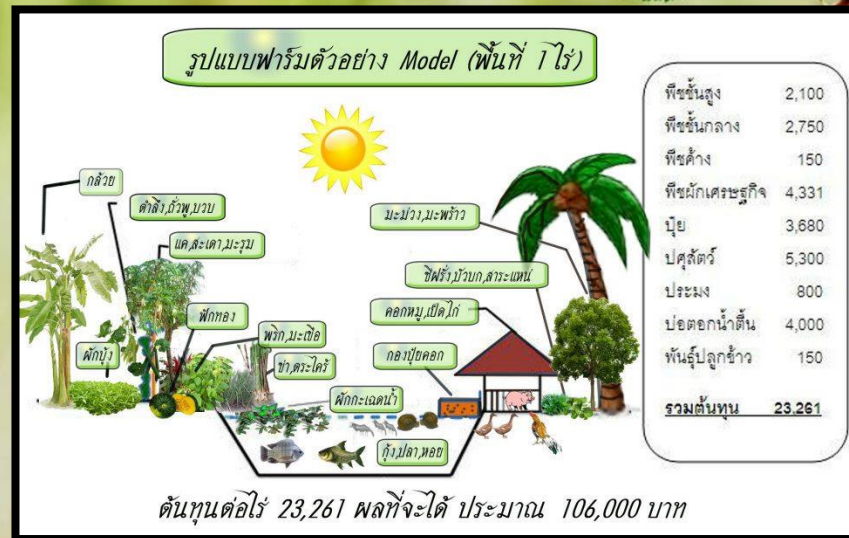 รูปแบบฟาร์มตัวอย่าง Model (พื้นที่ 1ไร่)
กล้วย
ตำลึง,ถั่วพู,บวบ
แค,สะเดา,มะรุม
ฟักทอง
พริก,มะเขือ
ผักบุ้ง
ข่า,ตระไคร้
ผักกะเฉดน้ำ
มะม่วง,มะพร้าว
ชีฝรั่ง,บัวบก,สาระแหน่
คอกหมู,เป็ดไก่
กองปุ๋ยคอก
กุ้ง,ปลา,หอย
พืชชั้นสูง 2,100
พืชชั้นกลาง 2,750
พืชค้าง 150
พืชผักเศรษฐกิจ 4,331
ปุ๋ย 3,680
ปศุสัตว์ 5,300
ประมง 800
บ่อตอกน้ำตื้น 4,000
พันธุ์ปลูกข้าว 150
รวมต้นทุน 23,261
ต้นทุนต่อไร่ 23,261 ผลที่จะได้ ประมาณ 106,000 บาท